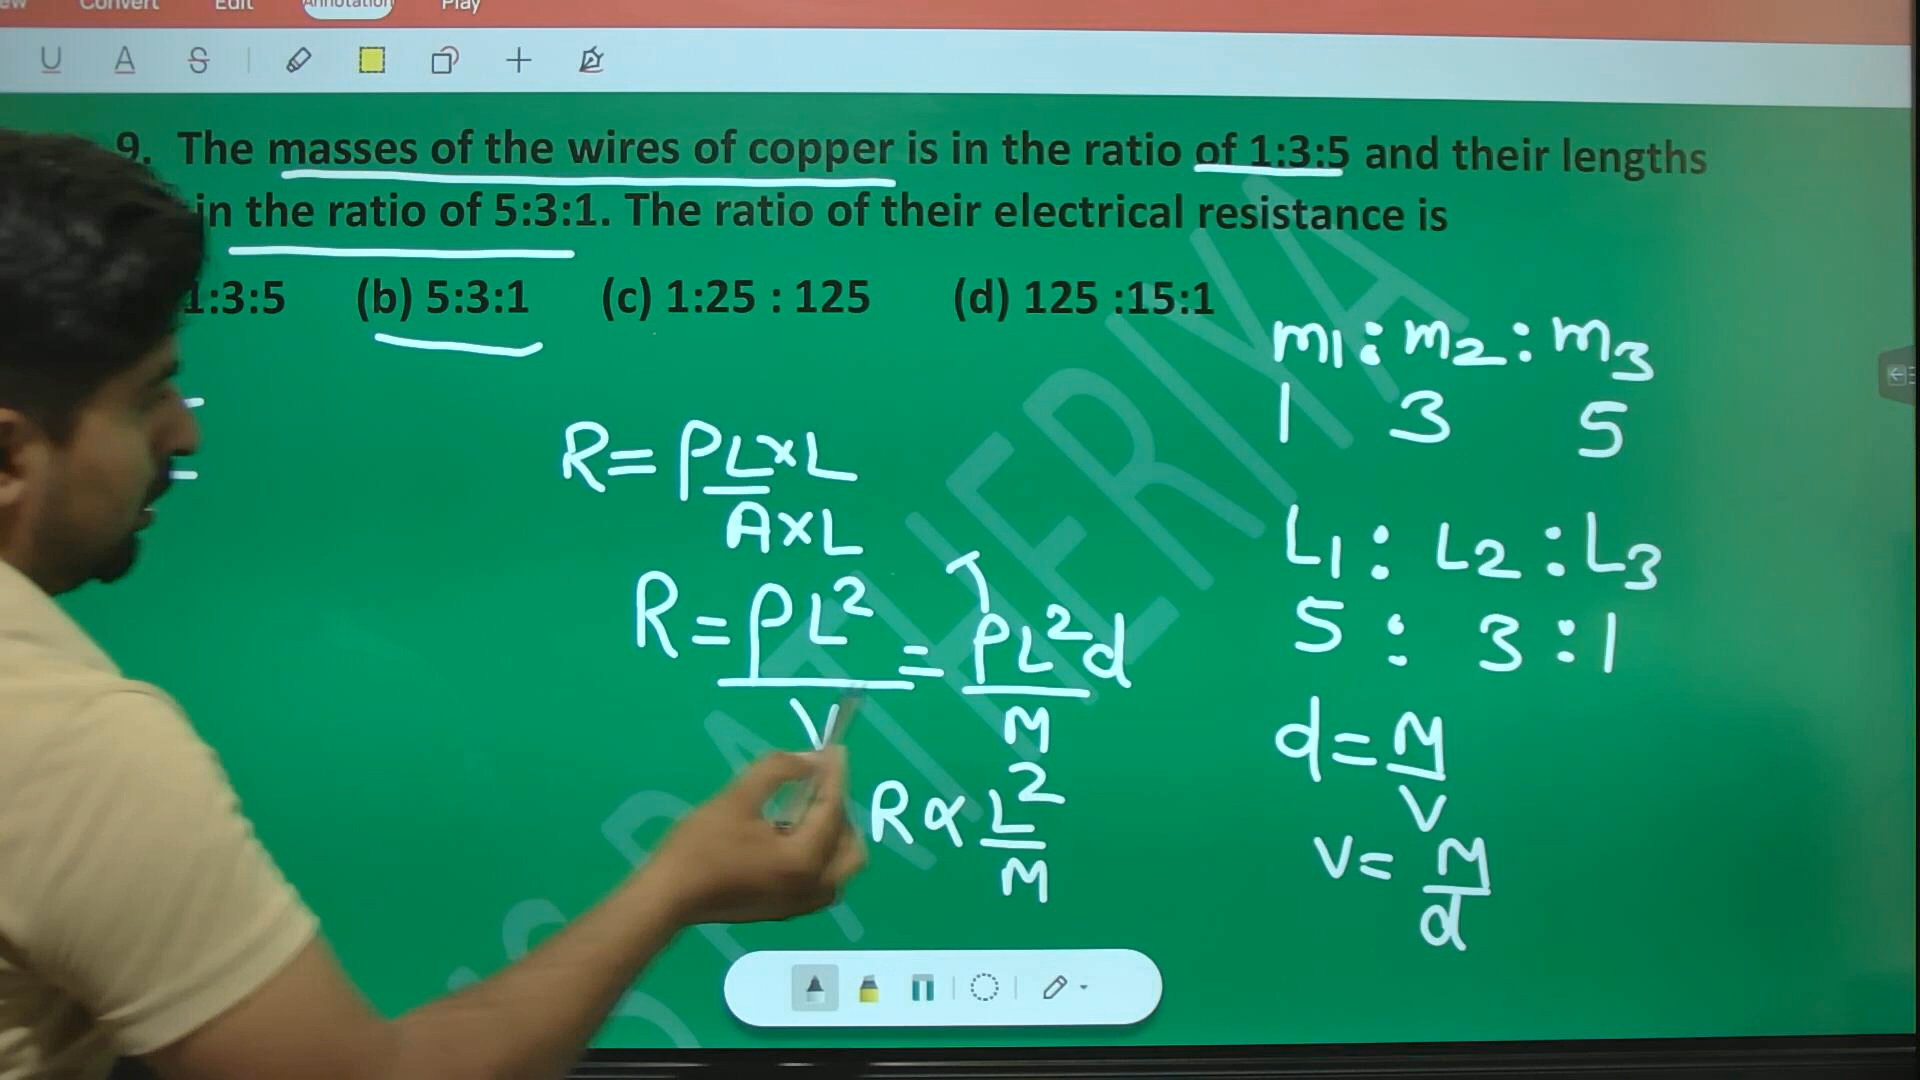 Convert Edit Annotation Play
U A S
9. The masses of the wires of copper is in the ratio of 1:3:5 and their lengths
in the ratio of 5:3:1. The ratio of their electrical resistance is
1:3:5 (b) 5:3:1 (c) 1:25 : 125 (d) 125 :15:1
m1 : m2 : m3
1 3 5
R = ρL×L
A×L
L1 : L2 : L3
5 : 3 : 1
R = ρL² = ρL²d
V M
R ∝ L²
M
d = M
V
V = M
d